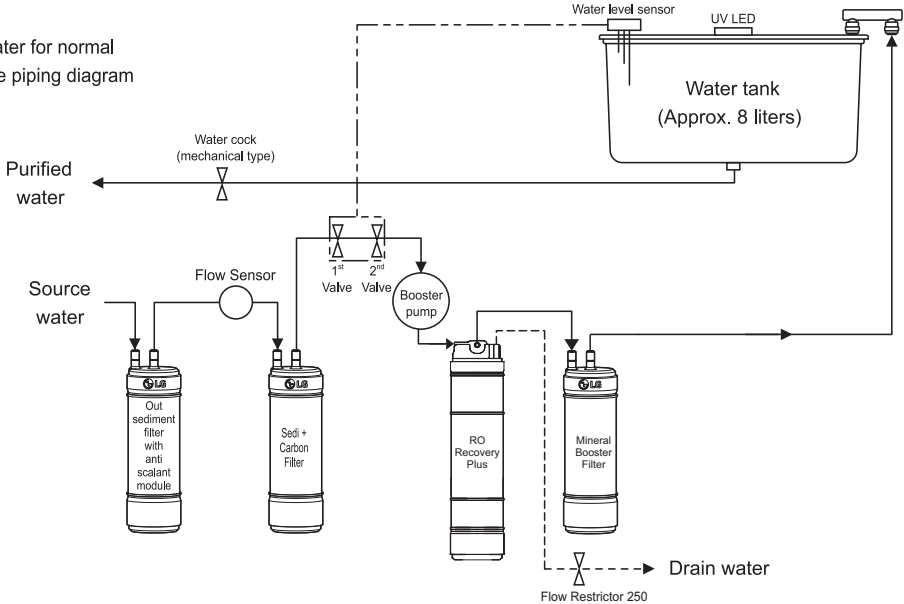 Water level sensor
UV LED
ater for normal
e piping diagram
Water tank
(Approx. 8 liters)
Water cock
(mechanical type)
Purified
water
1st
Valve
2nd
Valve
Flow Sensor
Source
water
Booster
pump
LG
Out
sediment
filter
with
anti
scalant
module
LG
Sedi +
Carbon
Filter
RO
Recovery
Plus
LG
Mineral
Booster
Filter
Drain water
Flow Restrictor 250